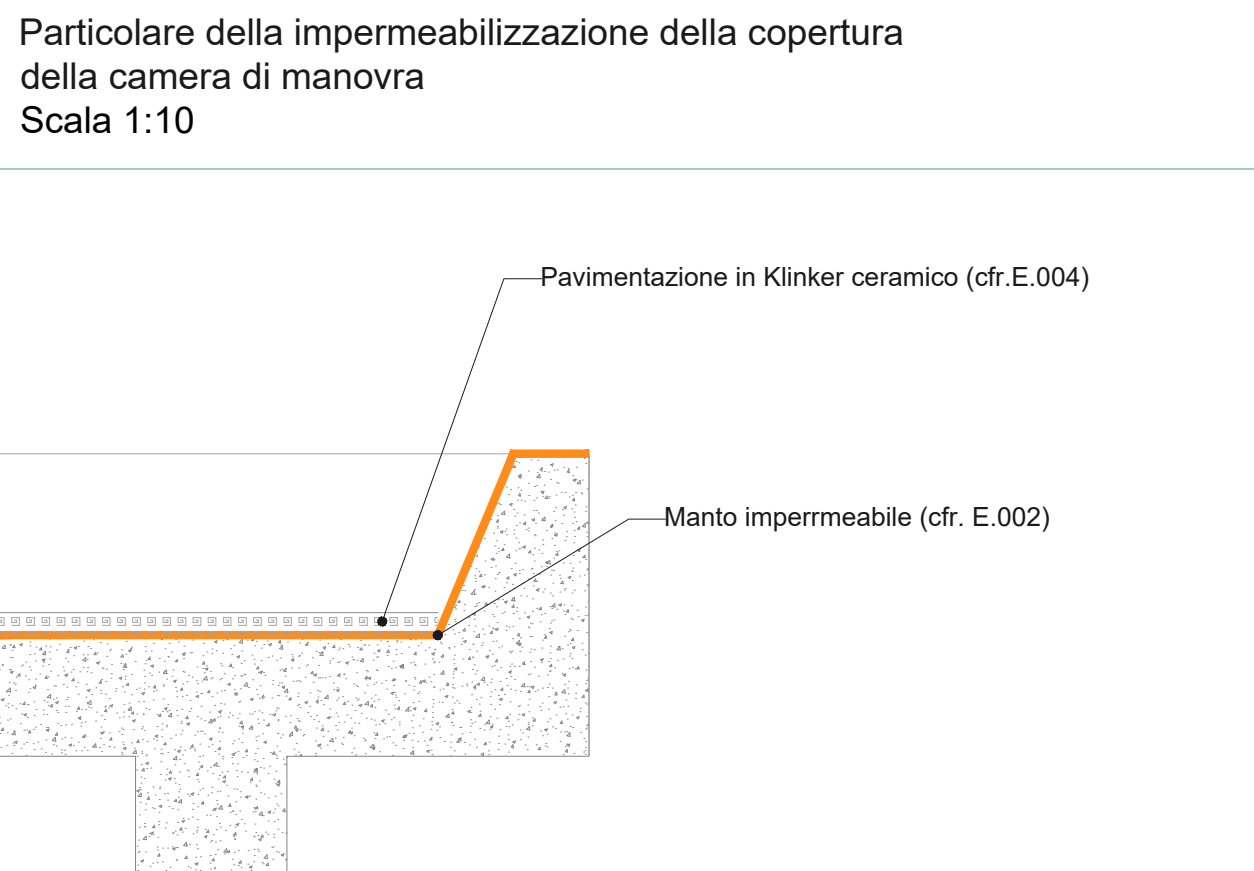 Particolare della impermeabilizzazione della copertura
della camera di manovra
Scala 1:10
Pavimentazione in Klinker ceramico (cfr.E.004)
Manto imperrmeabile (cfr. E.002)